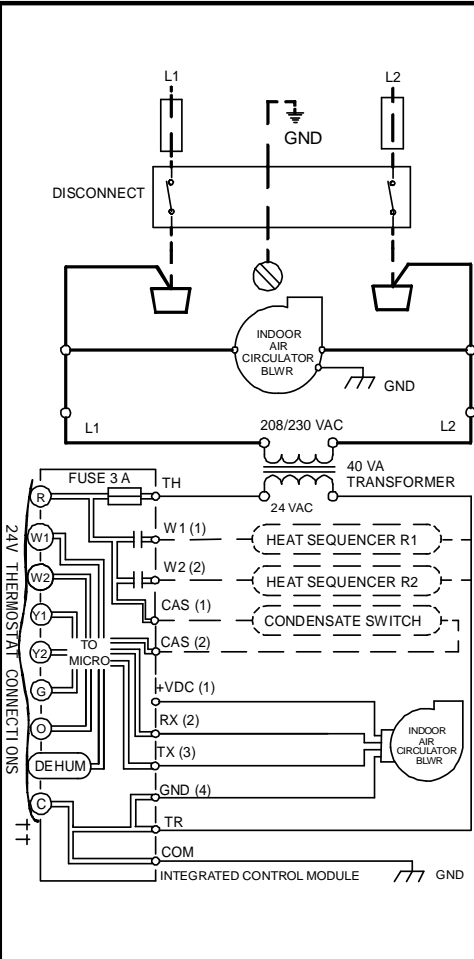 L1
L2
GND
DISCONNECT
INDOOR
AIR
CIRCULATOR
BLWR
GND
L1
208/230 VAC
L2
40 VA
TRANSFORMER
24 VAC
FUSE 3 A
TH
R
W1 (1)
HEAT SEQUENCER R1
W1
W2 (2)
HEAT SEQUENCER R2
W2
CAS (1)
CONDENSATE SWITCH
Y1
CAS (2)
Y2
TO
MICRO
24V THERMOSTAT CONNECTIONS
+VDC (1)
G
RX (2)
O
INDOOR
AIR
CIRCULATOR
BLWR
TX (3)
DEHUM
GND (4)
C
TR
COM
INTEGRATED CONTROL MODULE
GND
††